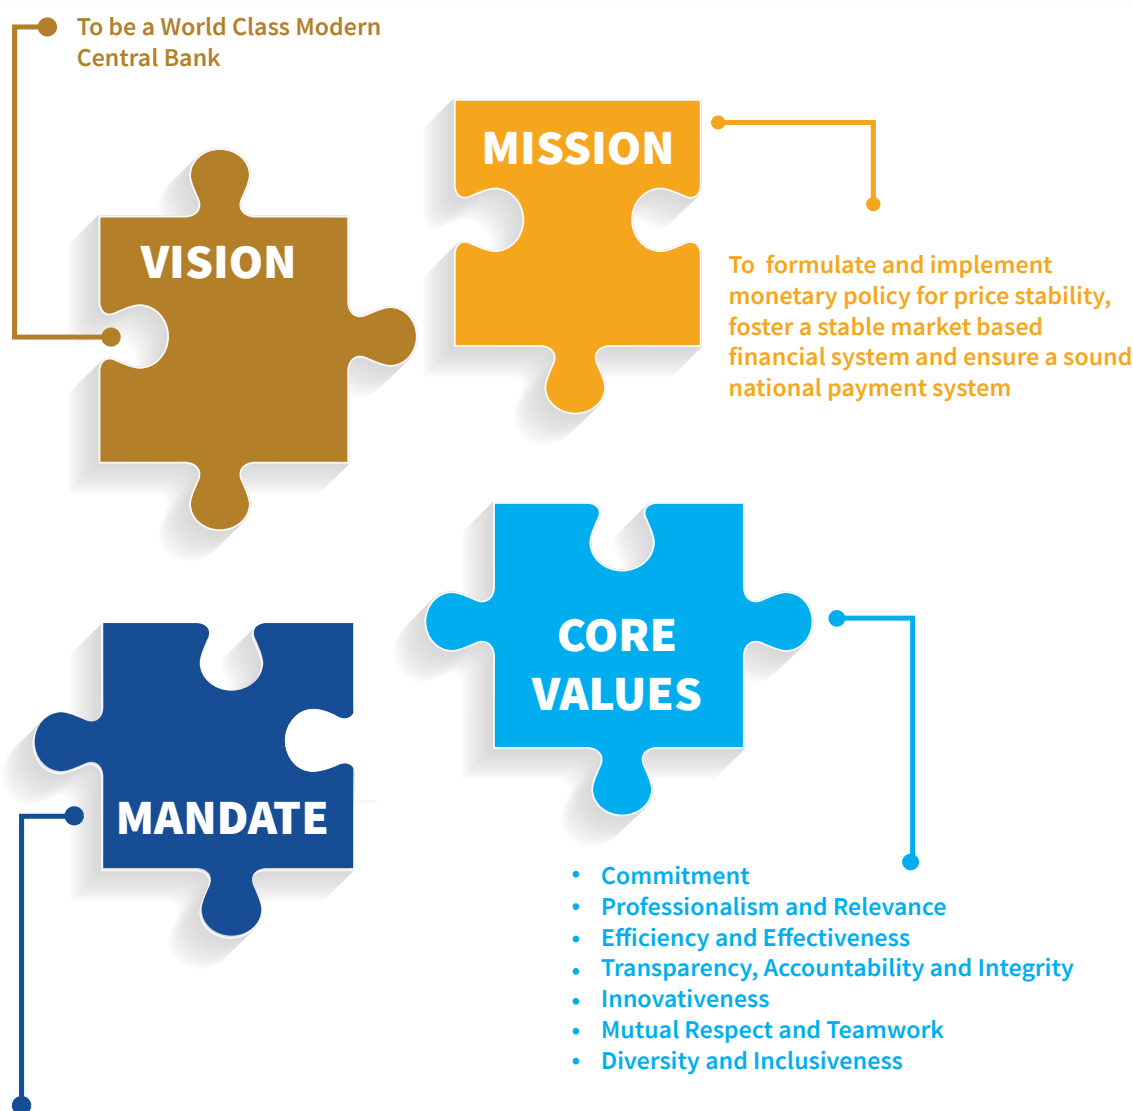 To be a World Class Modern
Central Bank
VISION
MISSION
To formulate and implement
monetary policy for price stability,
foster a stable market based
financial system and ensure a sound
national payment system
CORE
VALUES
MANDATE
• Commitment
• Professionalism and Relevance
• Efficiency and Effectiveness
• Transparency, Accountability and Integrity
• Innovativeness
• Mutual Respect and Teamwork
• Diversity and Inclusiveness